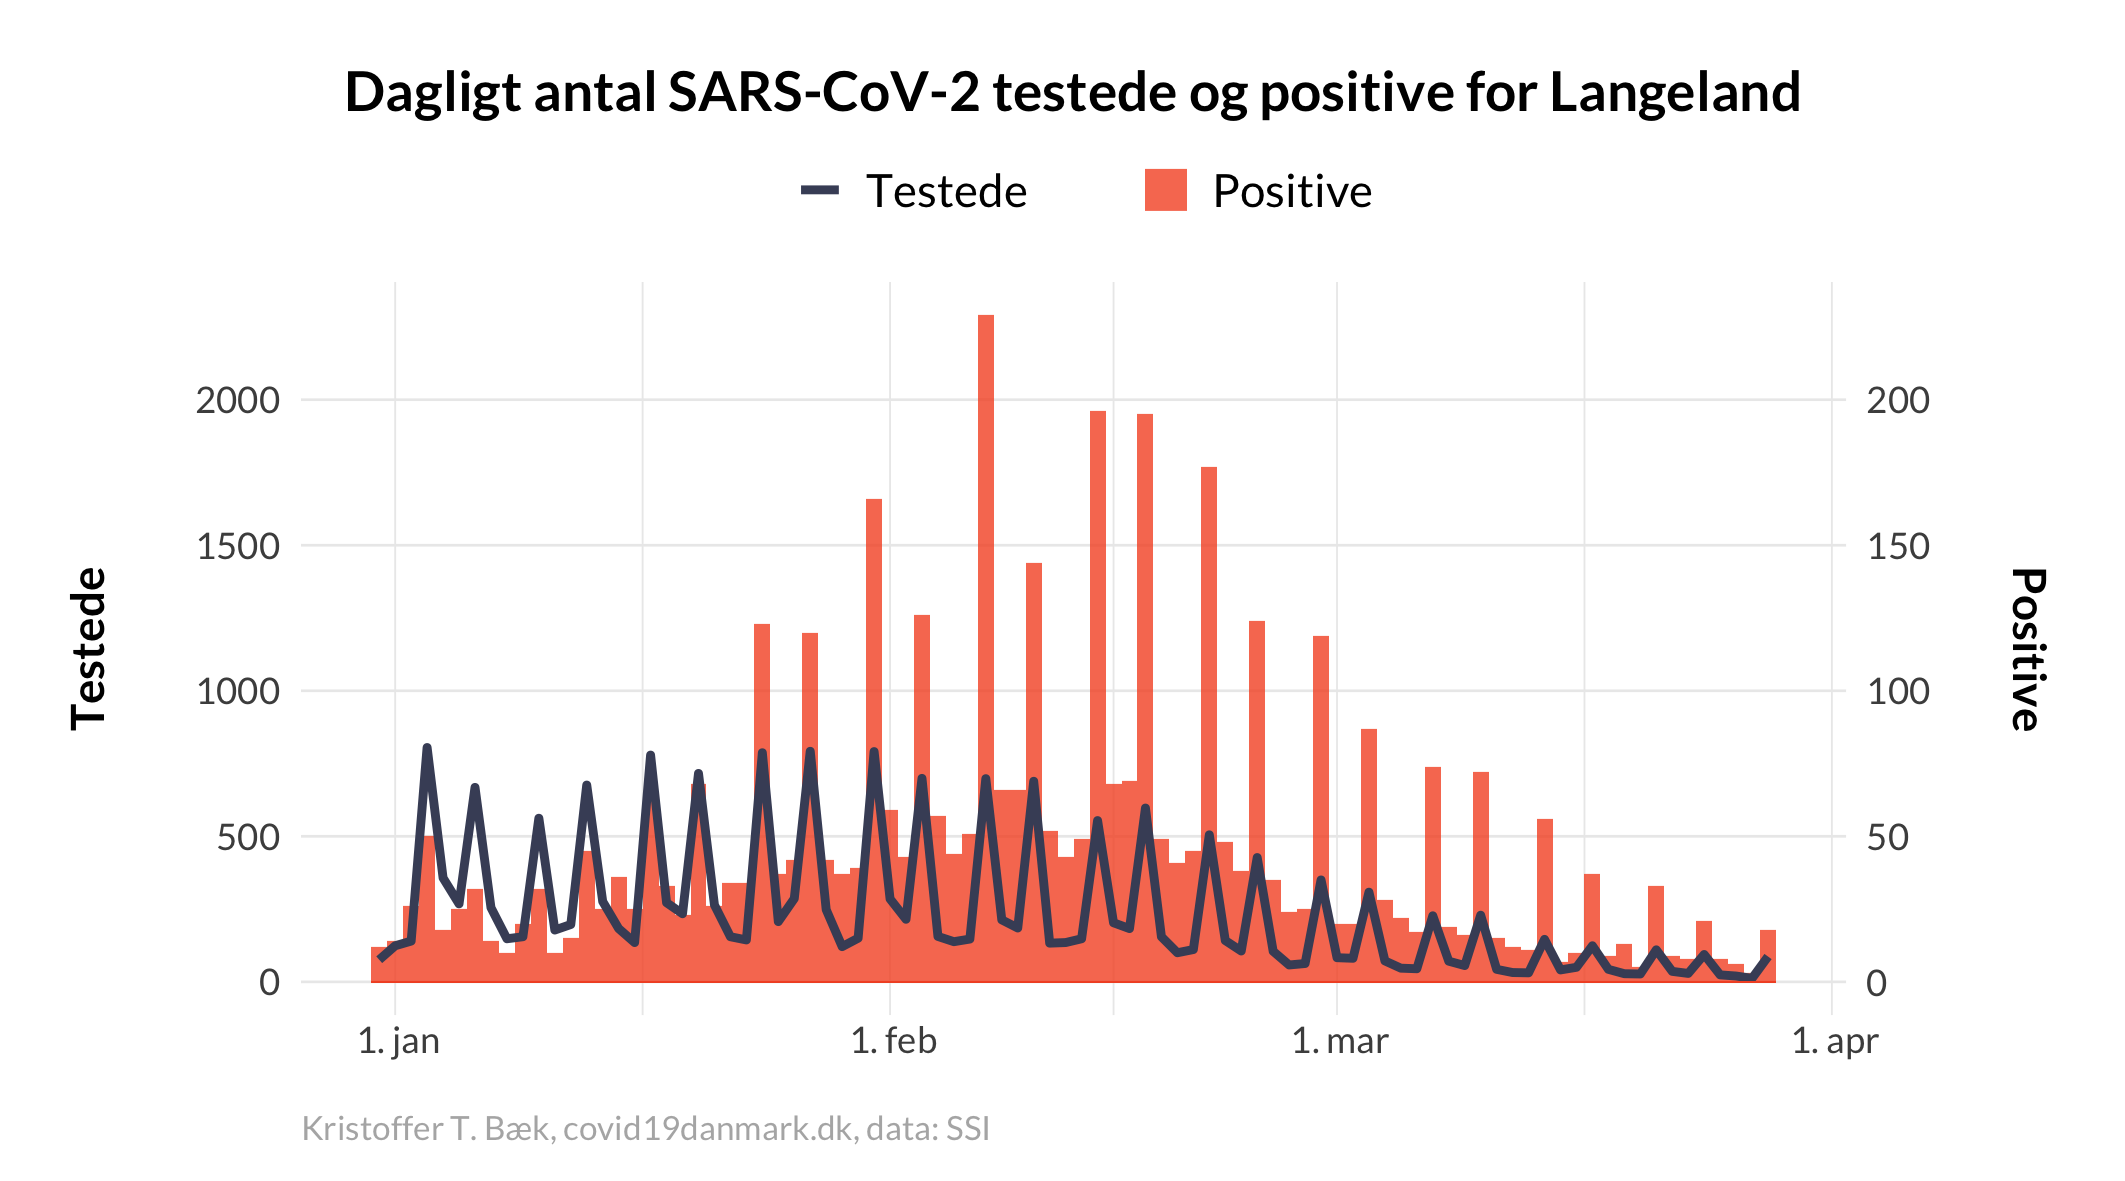 Dagligt antal SARS-CoV-2 testede og positive for Langeland
Testede Positive
2000 200
1500 150
1000 100
500 50
0 0
Testede
Positive
1. jan 1. feb 1. mar 1. apr
Kristoffer T. Bæk, covid19danmark.dk, data: SSI